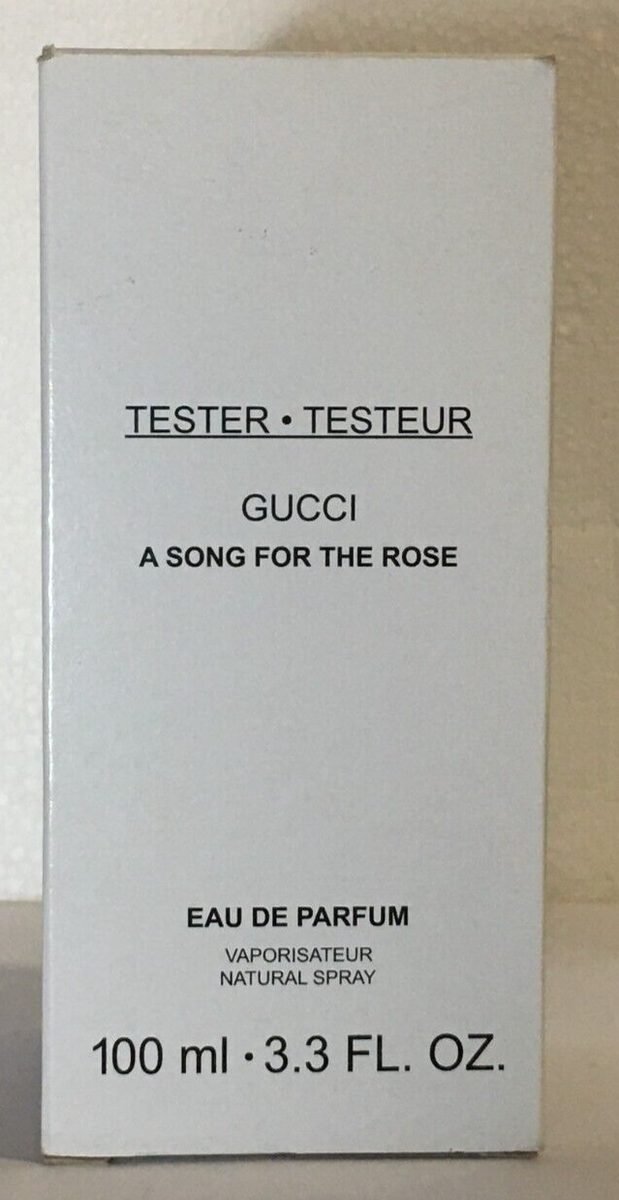 TESTER • TESTEUR
GUCCI
A SONG FOR THE ROSE
EAU DE PARFUM
VAPORISATEUR
NATURAL SPRAY
100 ml • 3.3 FL. OZ.